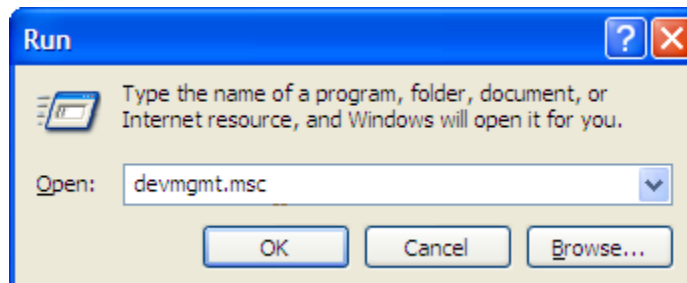 Run
Type the name of a program, folder, document, or
Internet resource, and Windows will open it for you.
Open: devmgmt.msc
OK Cancel Browse...